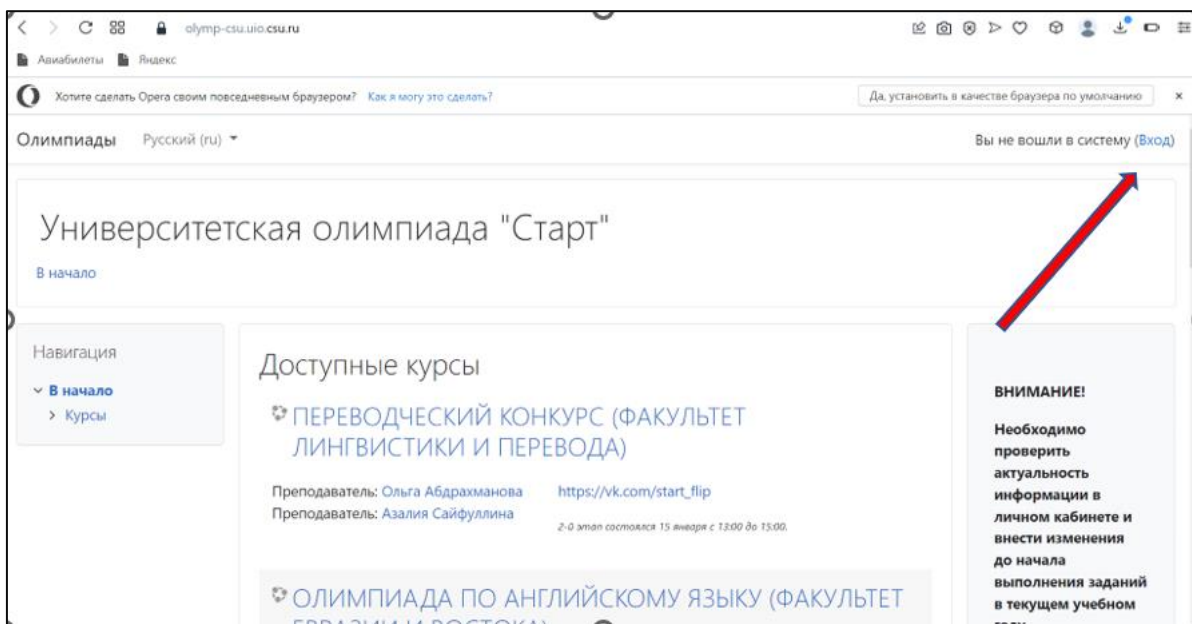 olymp-csu.uio.csu.ru
Авиабилеты Яндекс
Хотите сделать Opera своим повседневным браузером? Как я могу это сделать? Да, установить в качестве браузера по умолчанию
Олимпиады Русский (ru) Вы не вошли в систему (Вход)
Университетская олимпиада "Старт"
В начало
Навигация
В начало
Курсы
Доступные курсы
ПЕРЕВОДЧЕСКИЙ КОНКУРС (ФАКУЛЬТЕТ
ЛИНГВИСТИКИ И ПЕРЕВОДА)
Преподаватель: Ольга Абдрахманова
Преподаватель: Азалия Сайфуллина
https://vk.com/start_flip
2-0 этап состоялся 15 января с 13:00 до 15:00.
ОЛИМПИАДА ПО АНГЛИЙСКОМУ ЯЗЫКУ (ФАКУЛЬТЕТ
ЕВРАЗИИ И ВОСТОКА)
ВНИМАНИЕ!
Необходимо
проверить
актуальность
информации в
личном кабинете и
внести изменения
до начала
выполнения заданий
в текущем учебном